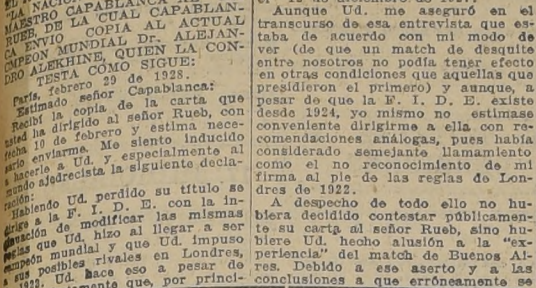 "LA NACIO
MAESTRO CAPABLANCA
RUEB, DE LA CUAL CAPABLAN-
CA ENVIO COPIA AL ACTUAL
CAMPEON MUNDIAL Dr. ALEJAN-
DRO ALEKHINE, QUIEN LA CON-
TESTA COMO SIGUE:
París, febrero 29 de 1928.
Estimado señor Capablanca:
Recibí la copia de la carta que
usted ha dirigido al señor Rueb, con
fecha 10 de febrero y estima nece
sario enviarme. Me siento inducido
a hacerle a Ud. y especialmente al
mundo ajedrecista la siguiente decla-
ración:
Habiendo Ud. perdido su título se
dirige a la F. I. D. E. con la in-
sinuación de modificar las mismas
reglas que Ud. hizo al llegar a ser
campeón mundial y que Ud. impuso
a sus posibles rivales en Londres,
1922. Ud. hace eso a pesar de
que, por princi-
Aunque Ud. me aseguró en el
transcurso de esa entrevista que es-
taba de acuerdo con mi modo de
ver (de que un match de desquite
entre nosotros no podía tener efecto
en otras condiciones que aquellas que
presidieron el primero) y aunque, a
pesar de que la F. I. D. E. existe
desde 1924, yo mismo no estimase
conveniente dirigirme a ella con re-
comendaciones análogas, pues habia
considerado semejante llamamiento
como el no reconocimiento de mi
firma al pie de las reglas de Lon-
dres de 1922.
A despecho de todo ello no hu-
biera decidido contestar públicamen-
te su carta al señor Rueb, sino hu-
biere Ud. hecho alusión a la "ex-
periencia" del match de Buenos Ai-
res. Debido a ese aserto y a las
conclusiones a que erróneamente se